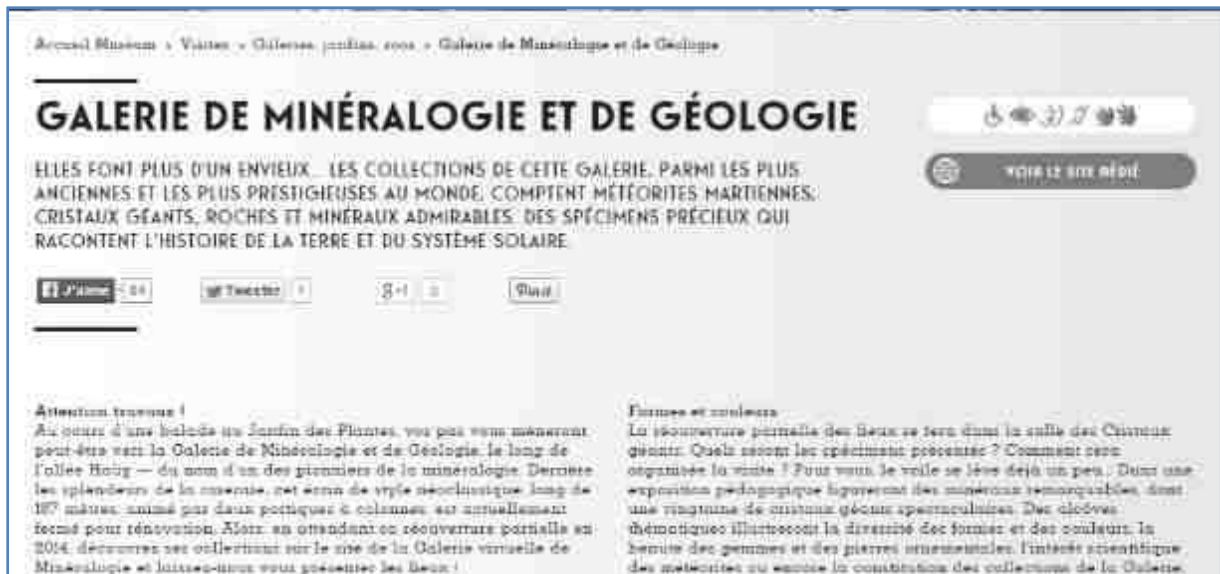 Accueil Muséum » Visites » Galeries, jardins, zoos » Galerie de Minéralogie et de Géologie
GALERIE DE MINÉRALOGIE ET DE GÉOLOGIE
ELLES FONT PLUS D'UN ENVIEUX... LES COLLECTIONS DE CETTE GALERIE, PARMI LES PLUS
ANCIENNES ET LES PLUS PRESTIGIEUSES AU MONDE, COMPTENT MÉTÉORITES MARTIENNES,
CRISTAUX GÉANTS, ROCHES ET MINÉRAUX ADMIRABLES. DES SPÉCIMENS PRÉCIEUX QUI
RACONTENT L'HISTOIRE DE LA TERRE ET DU SYSTÈME SOLAIRE.
VOIR LE SITE DÉDIÉ
J'aime
Tweeter
g+1
Pin it
Attention travaux !
Au cours d'une balade au Jardin des Plantes, vos pas vous mèneront
peut-être vers la Galerie de Minéralogie et de Géologie, le long de
l'allée Haüy — du nom d'un des pionniers de la minéralogie. Derrière
les splendeurs de la roseraie, cet écrin de style néoclassique, long de
187 mètres, animé par deux portiques à colonnes, est actuellement
fermé pour rénovation. Alors, en attendant sa réouverture partielle en
2014, découvrez ses collections sur le site de la Galerie virtuelle de
Minéralogie et laissez-nous vous présenter les lieux !
Formes et couleurs
La réouverture partielle des lieux se fera dans la salle des Cristaux
géants. Quels seront les spécimens présentés ? Comment sera
organisée la visite ? Pour vous, le voile se lève déjà un peu... Dans une
exposition pédagogique figureront des minéraux remarquables, dont
une vingtaine de cristaux géants spectaculaires. Des alcôves
thématiques illustreront la diversité des formes et des couleurs, la
beauté des gemmes et des pierres ornementales, l'intérêt scientifique
des météorites ou encore la constitution des collections de la Galerie.